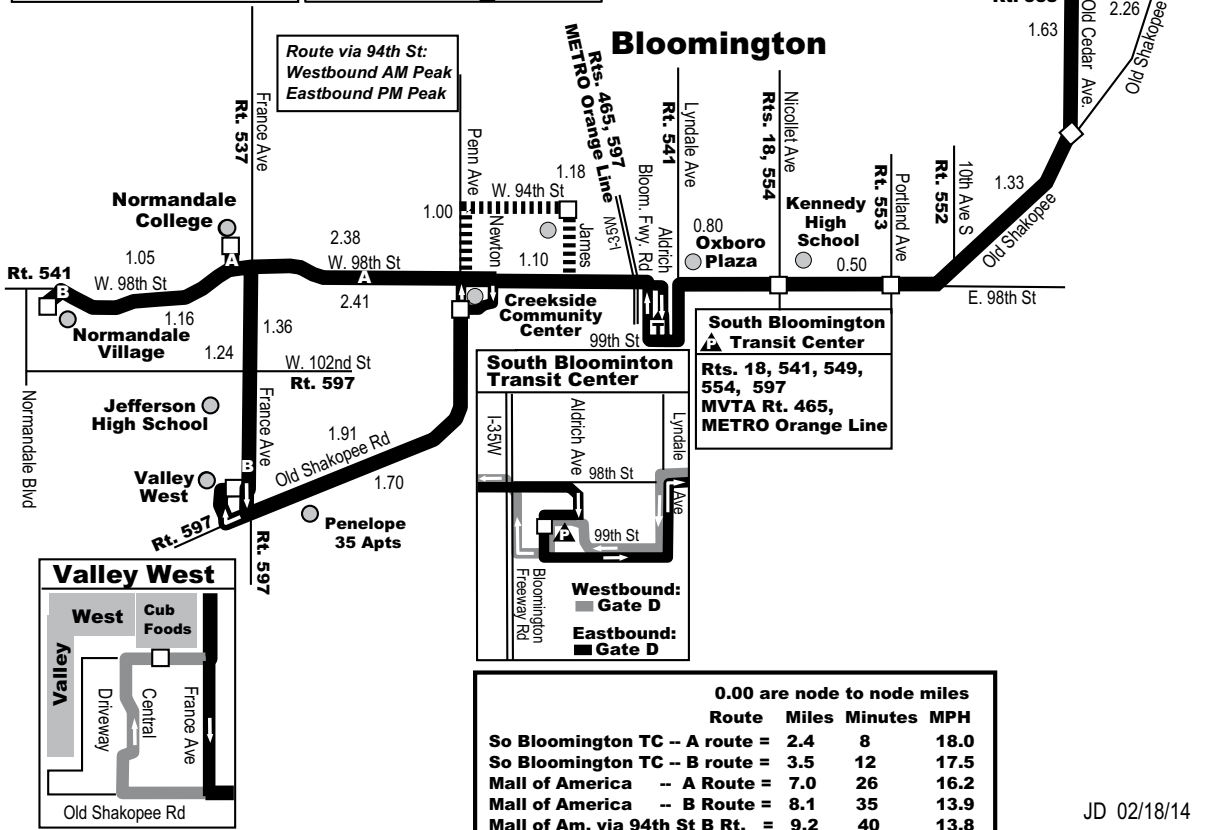 Rt. 538
Old Cedar Ave.
2.26
1.63
Old Shakopee
Bloomington
Route via 94th St:
Westbound AM Peak
Eastbound PM Peak
France Ave
Rt. 537
Rts. 465, 597
METRO Orange Line
I-35W
Bloom. Fwy. Rd
Aldrich
Lyndale Ave
Rt. 541
Nicollet Ave
Rts. 18, 554
Portland Ave
Rt. 553
10th Ave S
Rt. 552
1.33
Old Shakopee
Penn Ave
1.18
W. 94th St
1.00
Newton
James
1.10
Normandale
College
2.38
W. 98th St
A
A
2.41
1.05
Rt. 541
W. 98th St
B
1.16
Normandale
Village
1.36
1.24
0.80
Oxboro
Plaza
Kennedy
High
School
0.50
E. 98th St
Creekside
Community
Center
99th St
T
South Bloomington
P Transit Center
Rts. 18, 541, 549,
554, 597
MVTA Rt. 465,
METRO Orange Line
W. 102nd St
Rt. 597
Normandale Blvd
Jefferson
High School
France Ave
1.91
Old Shakopee Rd
1.70
Valley
West
B
Rt. 597
Rt. 597
Penelope
35 Apts
South Bloominton
Transit Center
I-35W
Aldrich Ave
Lyndale
Ave
98th St
P
99th St
Bloomington
Freeway Rd
Westbound:
Gate D
Eastbound:
Gate D
Valley West
West
Cub
Foods
Valley
Driveway
Central
France Ave
Old Shakopee Rd
0.00 are node to node miles
Route Miles Minutes MPH
So Bloomington TC -- A route = 2.4 8 18.0
So Bloomington TC -- B route = 3.5 12 17.5
Mall of America -- A Route = 7.0 26 16.2
Mall of America -- B Route = 8.1 35 13.9
Mall of Am. via 94th St B Rt. = 9.2 40 13.8
JD 02/18/14